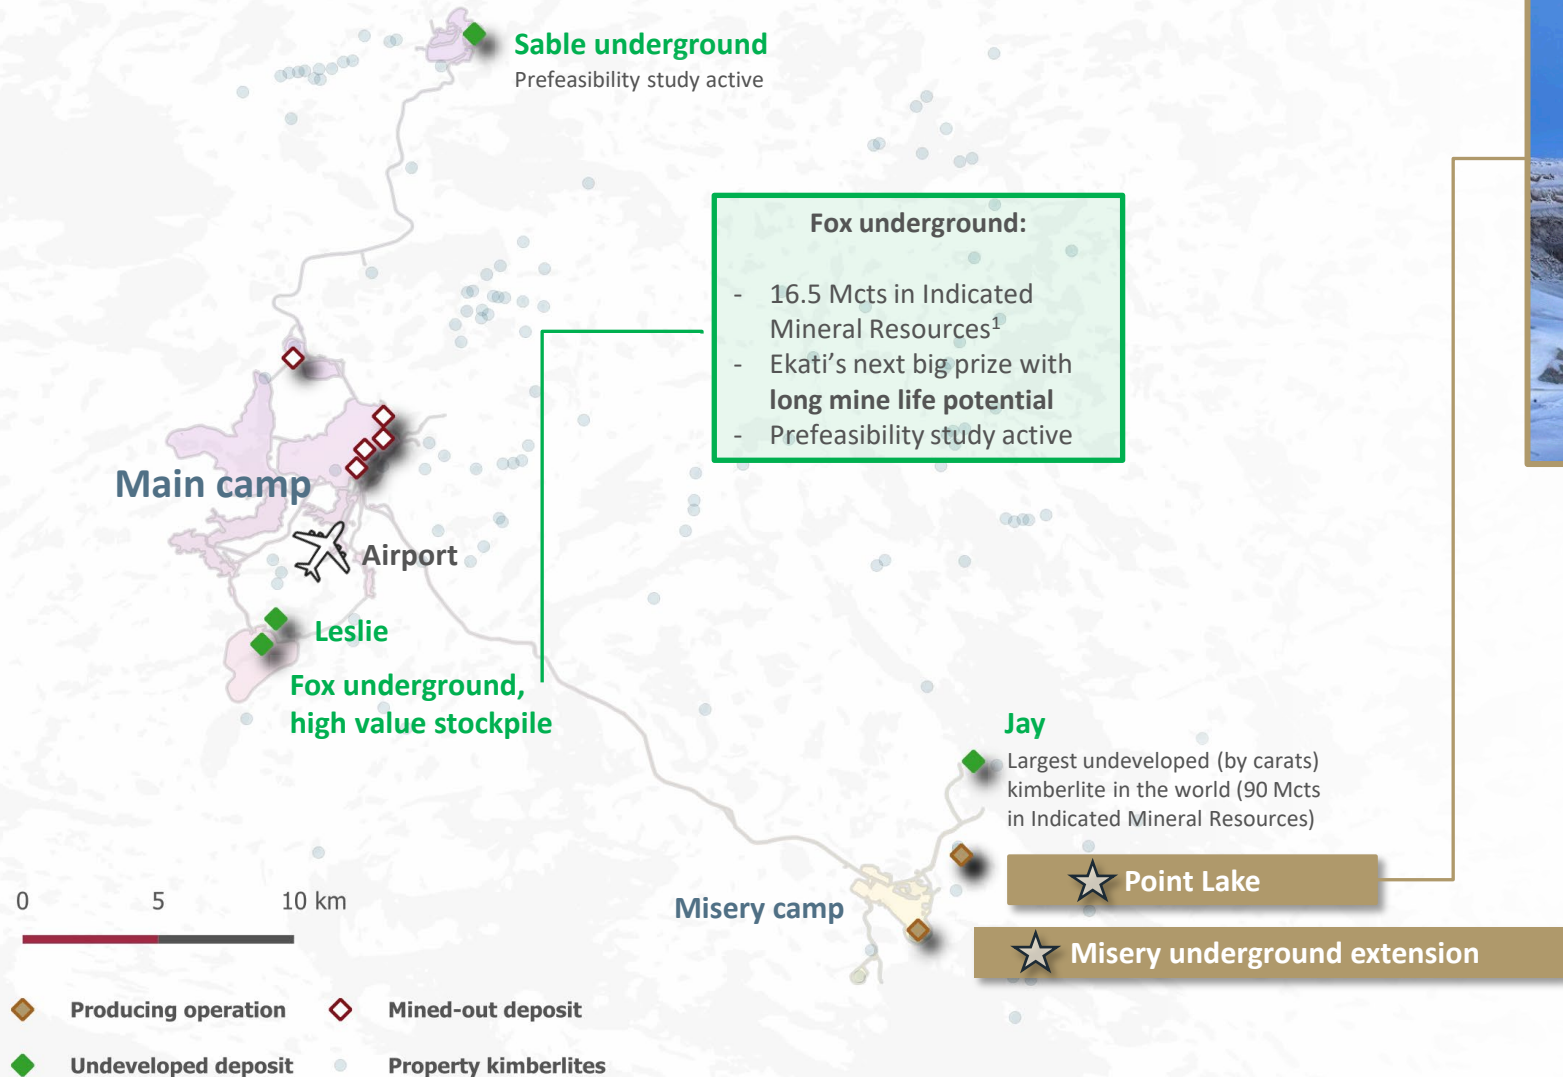 Sable underground
Prefeasibility study active
Fox underground:
- 16.5 Mcts in Indicated
Mineral Resources¹
- Ekati’s next big prize with
long mine life potential
- Prefeasibility study active
Main camp
Airport
Leslie
Fox underground,
high value stockpile
Jay
Largest undeveloped (by carats)
kimberlite in the world (90 Mcts
in Indicated Mineral Resources)
Point Lake
Misery camp
Misery underground extension
0 5 10 km
Producing operation Mined-out deposit
Undeveloped deposit Property kimberlites